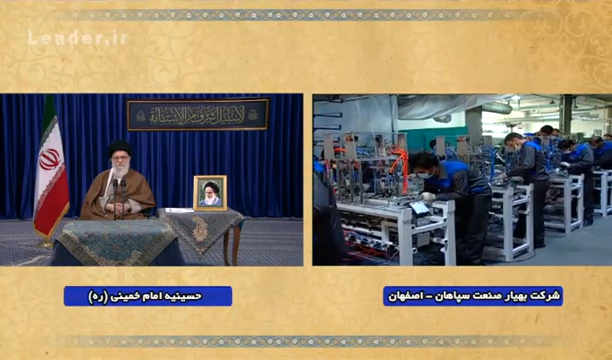 Leader.ir
حسینیه امام خمینی (ره)
شرکت بهیار صنعت سپاهان - اصفهان